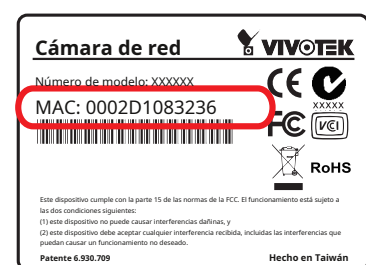 Cámara de red
VIVOTEK
Número de modelo: XXXXXX
MAC: 0002D1083236
CE
XXXXX
FC
VCI
RoHS
Este dispositivo cumple con la parte 15 de las normas de la FCC. El funcionamiento está sujeto a
las dos condiciones siguientes:
(1) este dispositivo no puede causar interferencias dañinas, y
(2) este dispositivo debe aceptar cualquier interferencia recibida, incluidas las interferencias que
puedan causar un funcionamiento no deseado.
Patente 6.930.709
Hecho en Taiwán